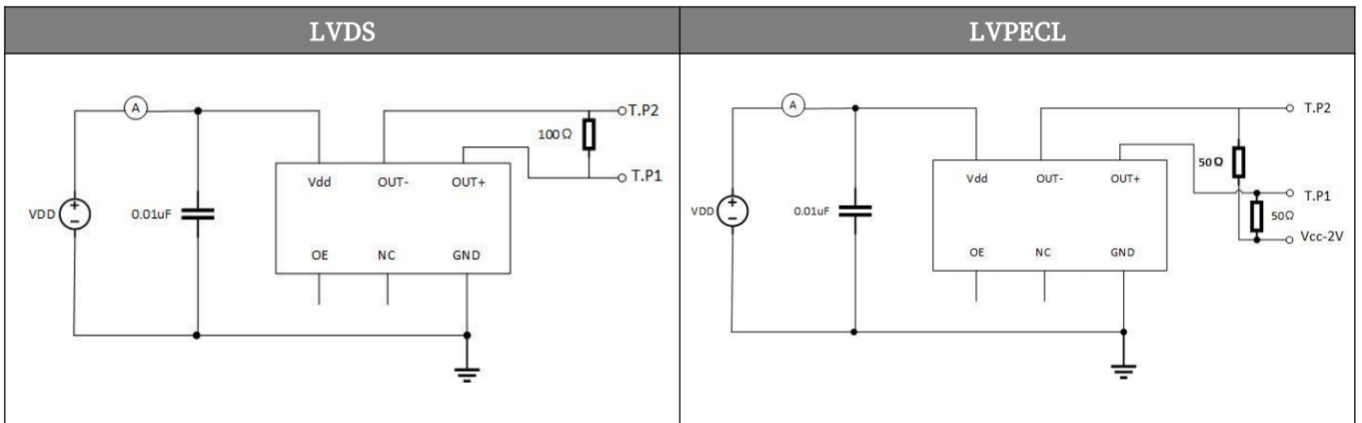 LVDS
LVPECL
A
T.P2
100Ω
T.P1
Vdd
OUT-
OUT+
VDD
+
-
0.01uF
OE
NC
GND
A
T.P2
50Ω
Vdd
OUT-
OUT+
T.P1
VDD
+
-
0.01uF
50Ω
Vcc-2V
OE
NC
GND